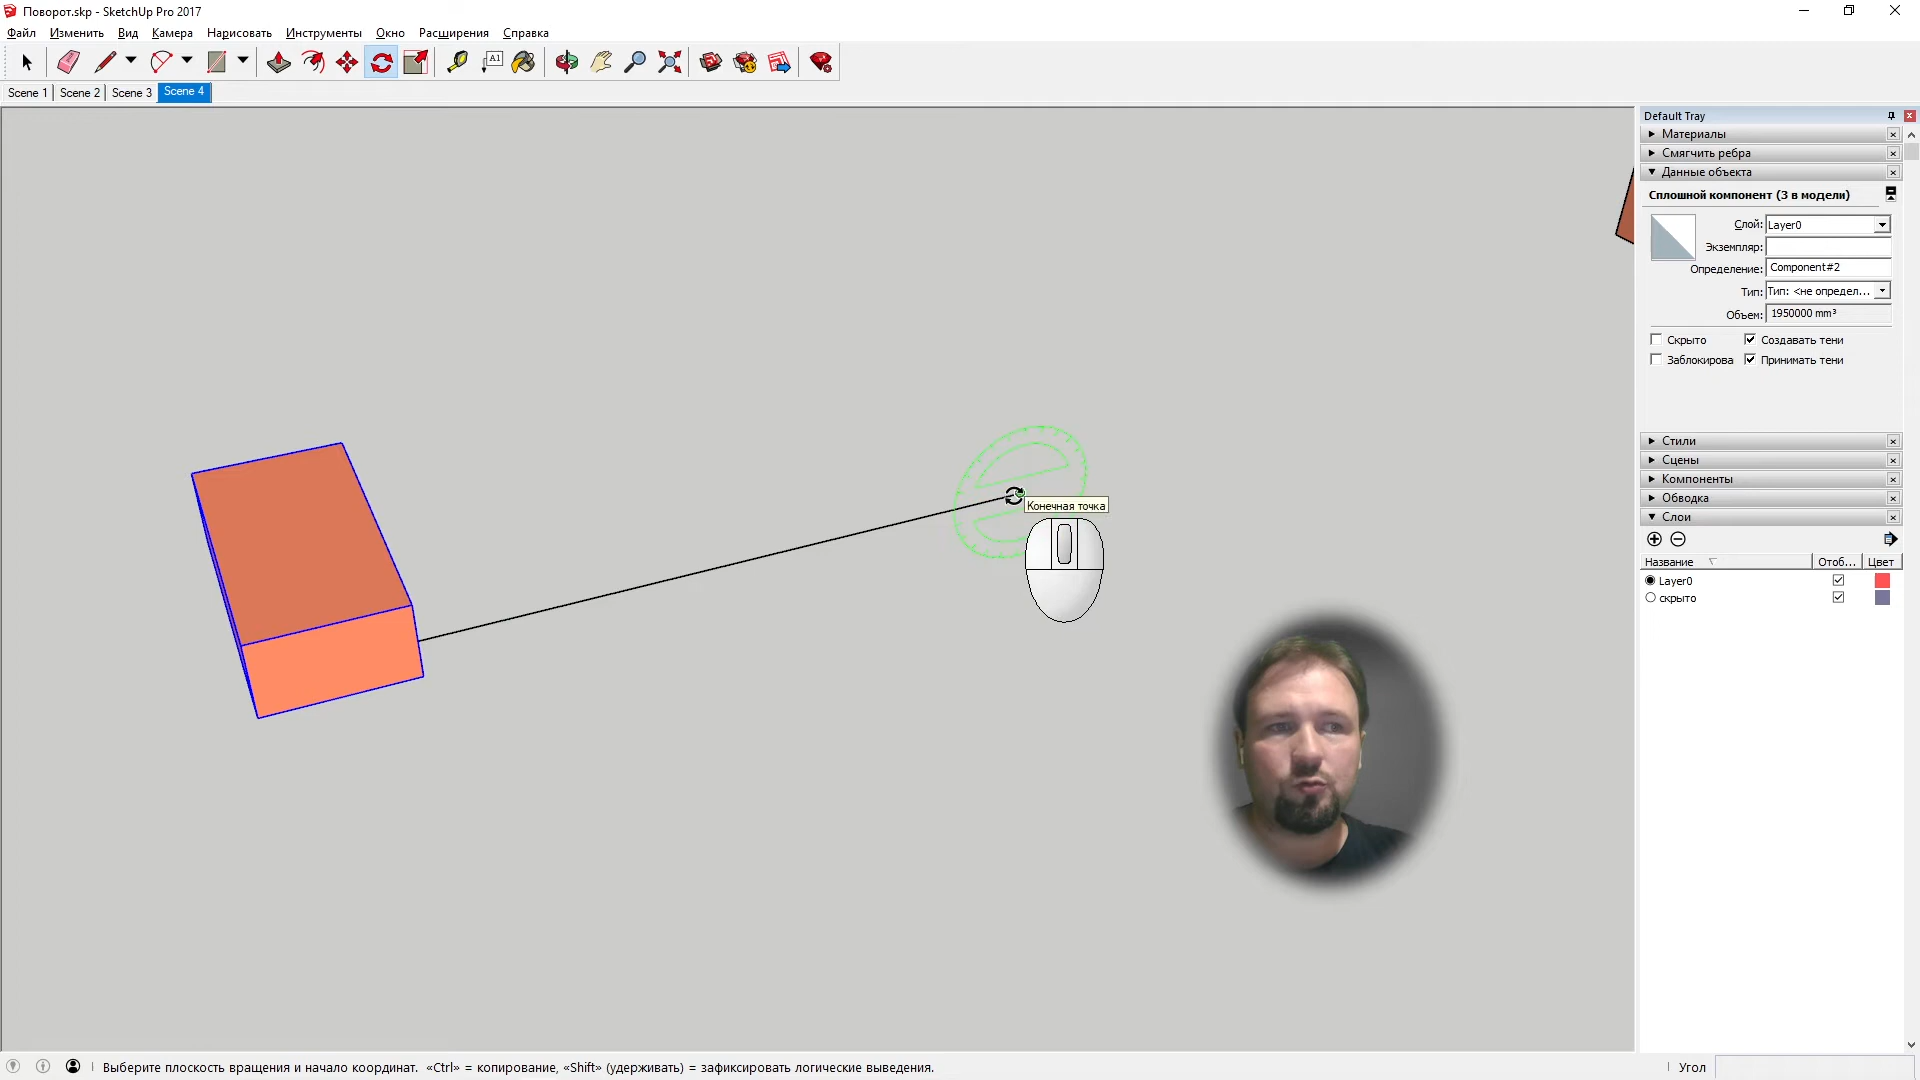 Поворот.skp - SketchUp Pro 2017
Файл Изменить Вид Камера Нарисовать Инструменты Окно Расширения Справка
A1
Scene 1 Scene 2 Scene 3 Scene 4
Default Tray
Материалы
Смягчить ребра
Данные объекта
Сплошной компонент (3 в модели)
Слой: Layer0
Экземпляр:
Определение: Component#2
Тип: Тип: <не определ...
Объем: 1950000 mm³
Скрыто Создавать тени
Заблокирова Принимать тени
Стили
Сцены
Компоненты
Обводка
Слои
Название Отоб... Цвет
Layer0
скрыто
Конечная точка
Выберите плоскость вращения и начало координат. «Ctrl» = копирование, «Shift» (удерживать) = зафиксировать логические выведения.
Угол